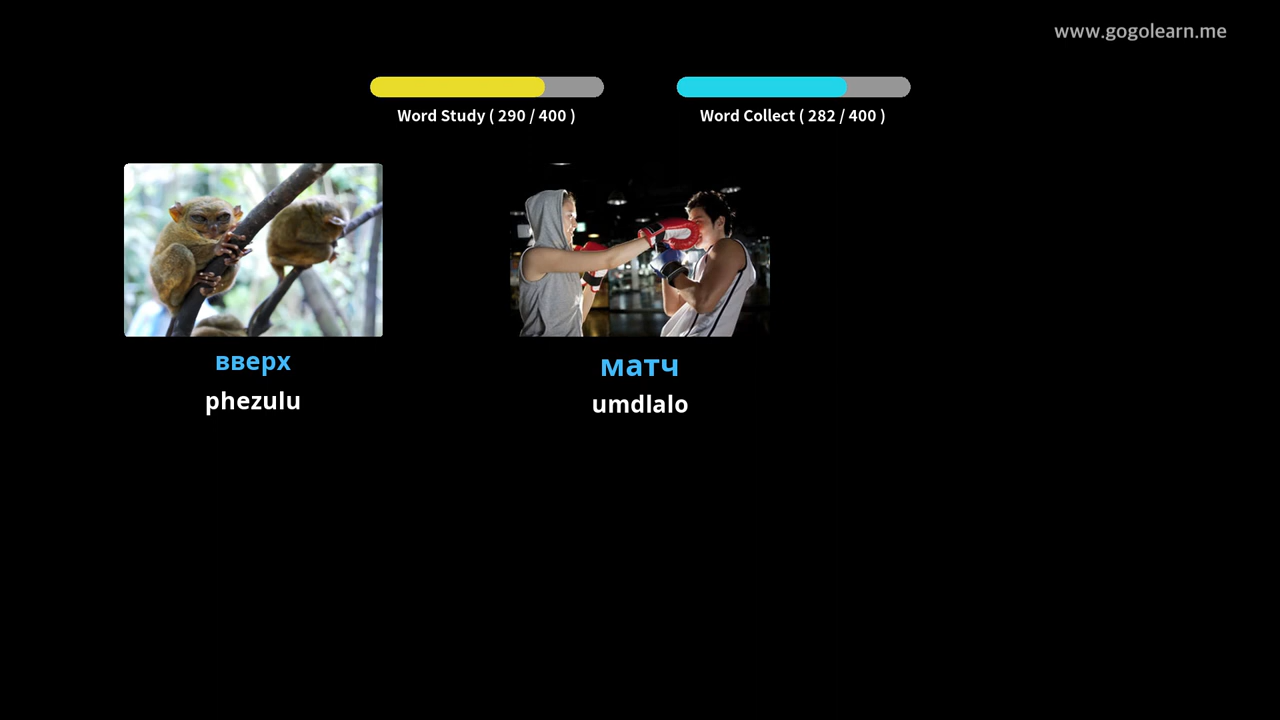 www.gogolearn.me
Word Study ( 290 / 400 )
Word Collect ( 282 / 400 )
вверх
phezulu
матч
umdlalo